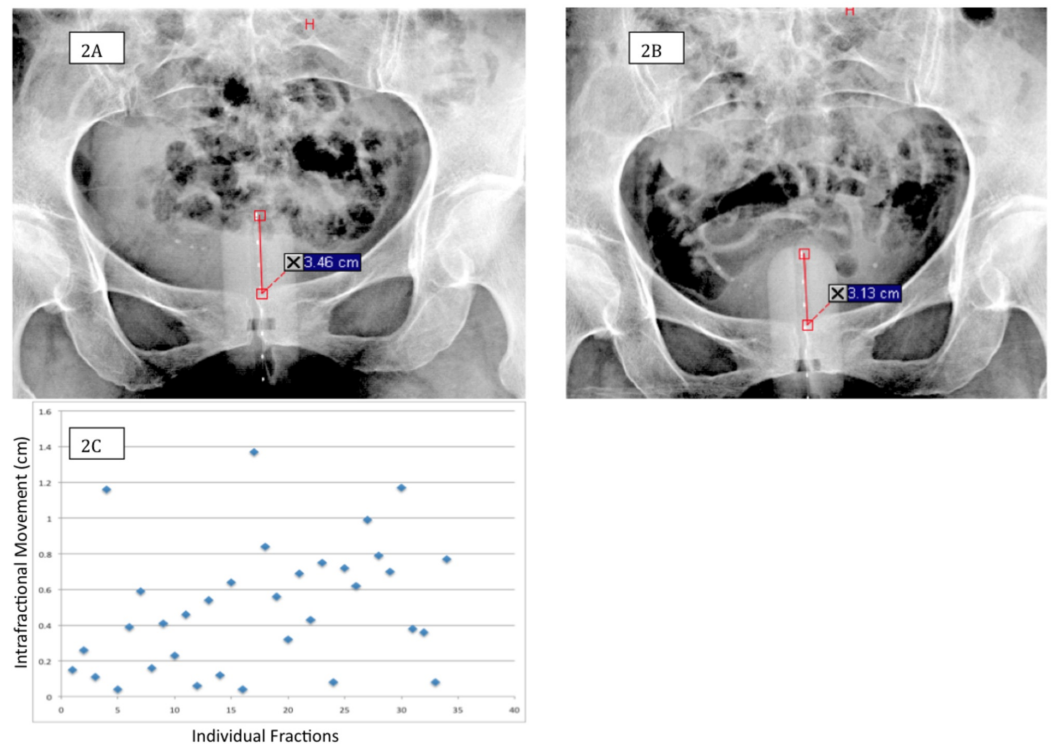 H
2A
3.46 cm
H
2B
3.13 cm
2C
Intrafractional Movement (cm)
1.6
1.4
1.2
1
0.8
0.6
0.4
0.2
0
0 5 10 15 20 25 30 35 40
Individual Fractions